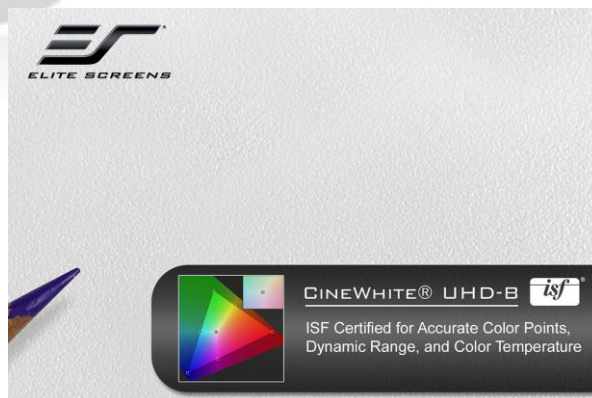 ELITE SCREENS
CINEWHITE® UHD-B isf®
ISF Certified for Accurate Color Points,
Dynamic Range, and Color Temperature